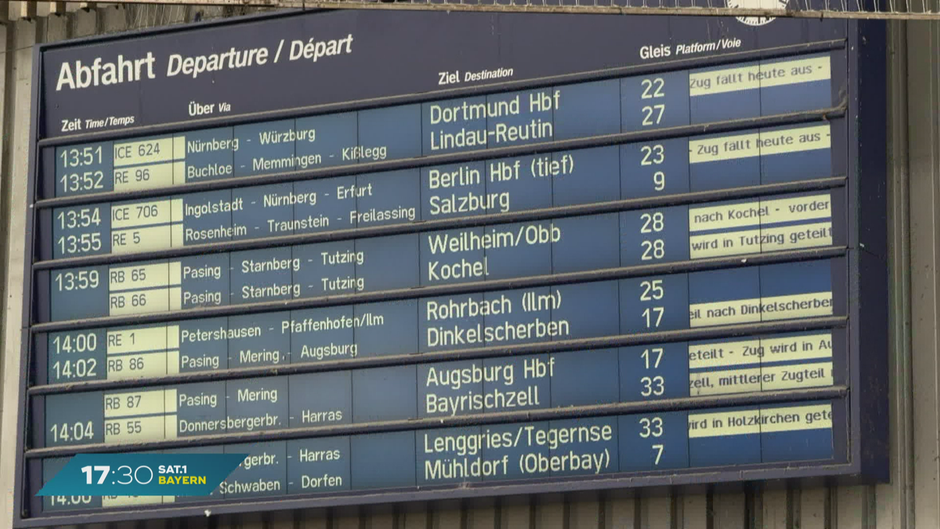 Abfahrt Departure / Départ
Zeit Time/Temps Über Via Ziel Destination Gleis Platform/Voie
13:51 ICE 624 Nürnberg - Würzburg Dortmund Hbf 22 Zug fällt heute aus -
13:52 RE 96 Buchloe - Memmingen - Kißlegg Lindau-Reutin 27
13:54 ICE 706 Ingolstadt - Nürnberg - Erfurt Berlin Hbf (tief) 23 - Zug fällt heute aus -
13:55 RE 5 Rosenheim - Traunstein - Freilassing Salzburg 9
13:59 RB 65 Pasing - Starnberg - Tutzing Weilheim/Obb 28 nach Kochel - vorder
RB 66 Pasing - Starnberg - Tutzing Kochel 28 wird in Tutzing geteilt
14:00 RE 1 Petershausen - Pfaffenhofen/Ilm Rohrbach (Ilm) 25
14:02 RB 86 Pasing - Mering - Augsburg Dinkelscherben 17 eil nach Dinkelscherben
RB 87 Pasing - Mering Augsburg Hbf 17 eteilt - Zug wird in Au
14:04 RB 55 Donnersbergerbr. - Harras Bayrischzell 33 zell, mittlerer Zugteil
gerbr. - Harras Lenggries/Tegernse 33 ird in Holzkirchen gete
Schwaben - Dorfen Mühldorf (Oberbay) 7
17:30 SAT.1 BAYERN